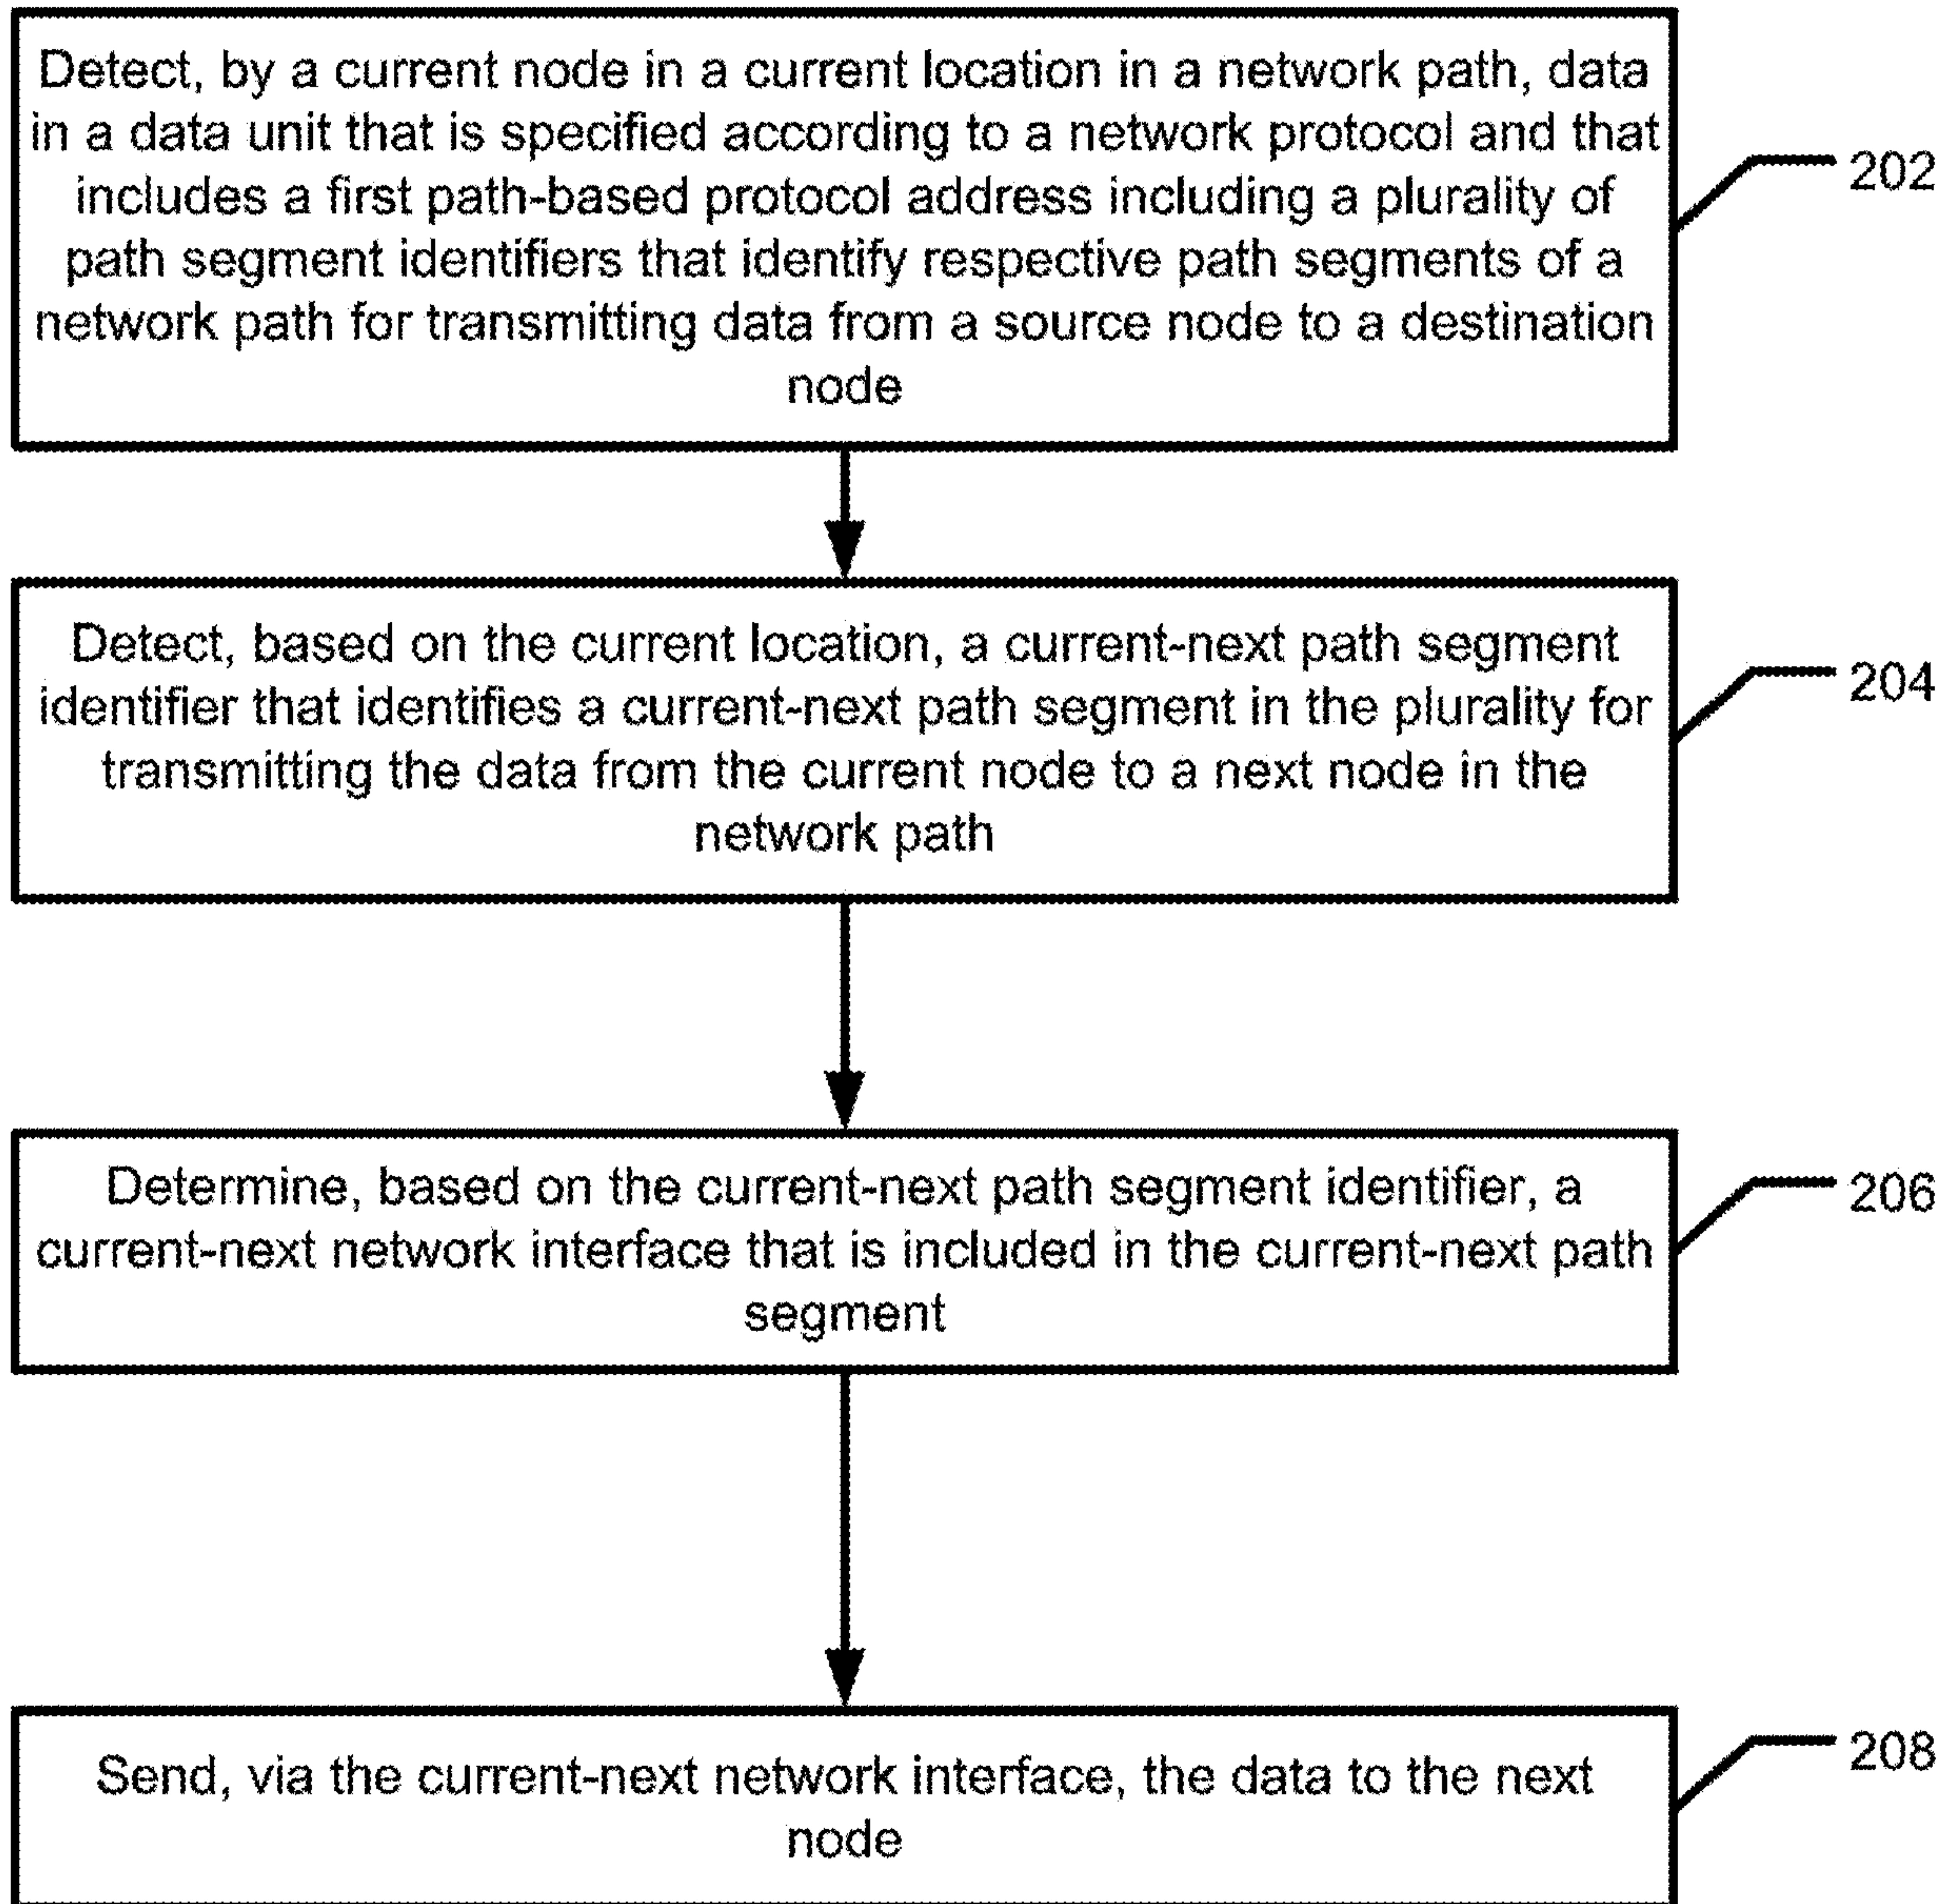 Detect, by a current node in a current location in a network path, data
in a data unit that is specified according to a network protocol and that
includes a first path-based protocol address including a plurality of
path segment identifiers that identify respective path segments of a
network path for transmitting data from a source node to a destination
node
202
Detect, based on the current location, a current-next path segment
identifier that identifies a current-next path segment in the plurality for
transmitting the data from the current node to a next node in the
network path
204
Determine, based on the current-next path segment identifier, a
current-next network interface that is included in the current-next path
segment
206
Send, via the current-next network interface, the data to the next
node
208